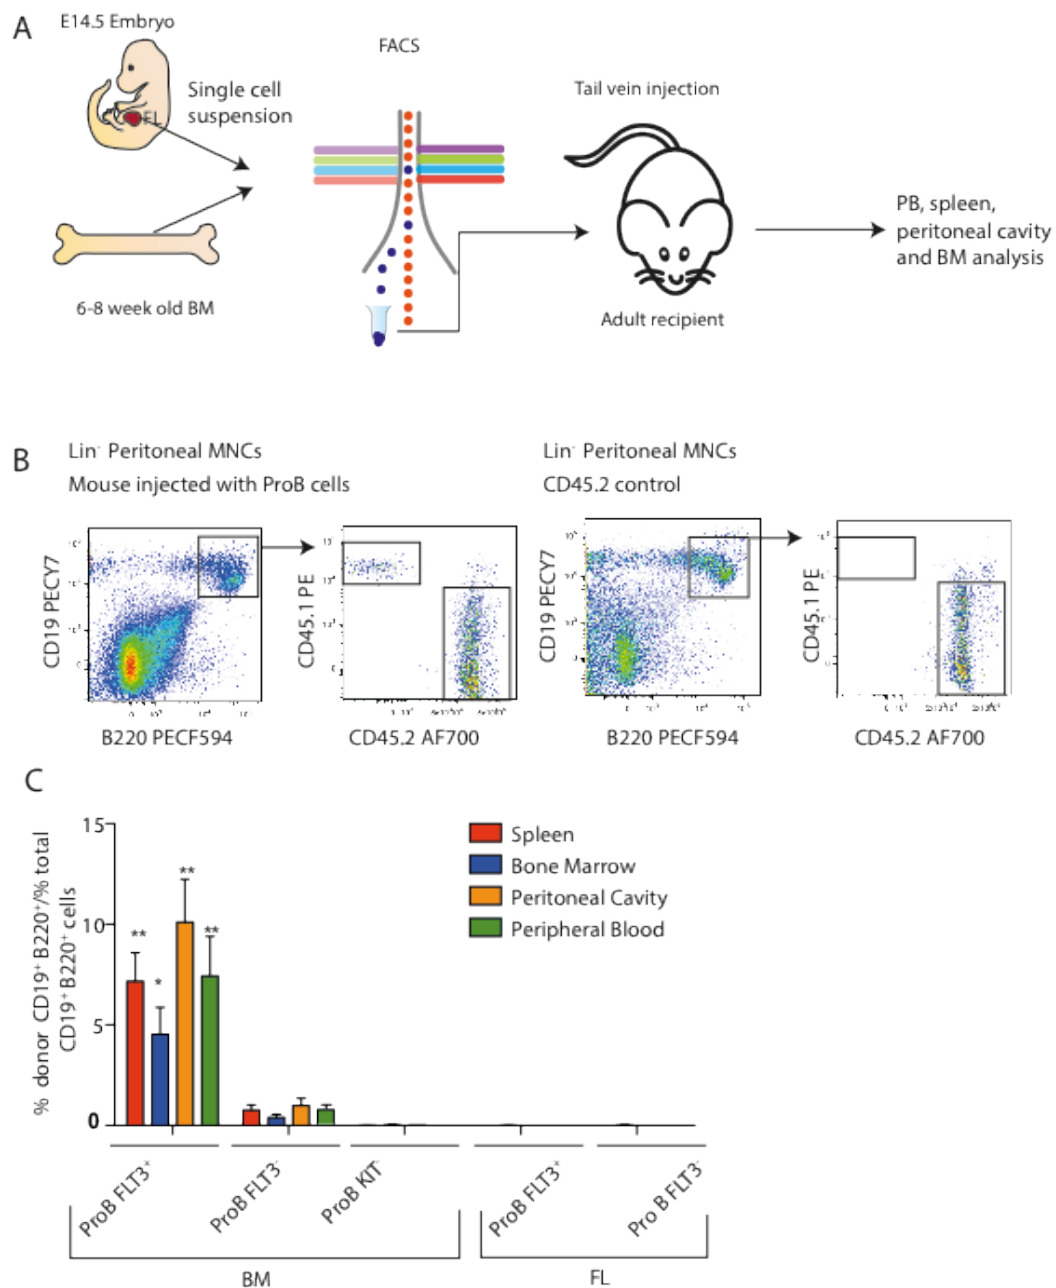 A
E14.5 Embryo
FL
Single cell
suspension
6-8 week old BM
FACS
Tail vein injection
Adult recipient
PB, spleen,
peritoneal cavity
and BM analysis
B
Lin⁻ Peritoneal MNCs
Mouse injected with ProB cells
CD19 PECY7
B220 PECF594
CD45.1 PE
CD45.2 AF700
Lin⁻ Peritoneal MNCs
CD45.2 control
CD19 PECY7
B220 PECF594
CD45.1 PE
CD45.2 AF700
C
% donor CD19⁺ B220⁺/% total
CD19⁺ B220⁺ cells
15
10
5
0
** * ** **
Spleen
Bone Marrow
Peritoneal Cavity
Peripheral Blood
ProB FLT3⁺
ProB FLT3⁻
ProB KIT⁻
ProB FLT3⁺
Pro B FLT3⁻
BM
FL